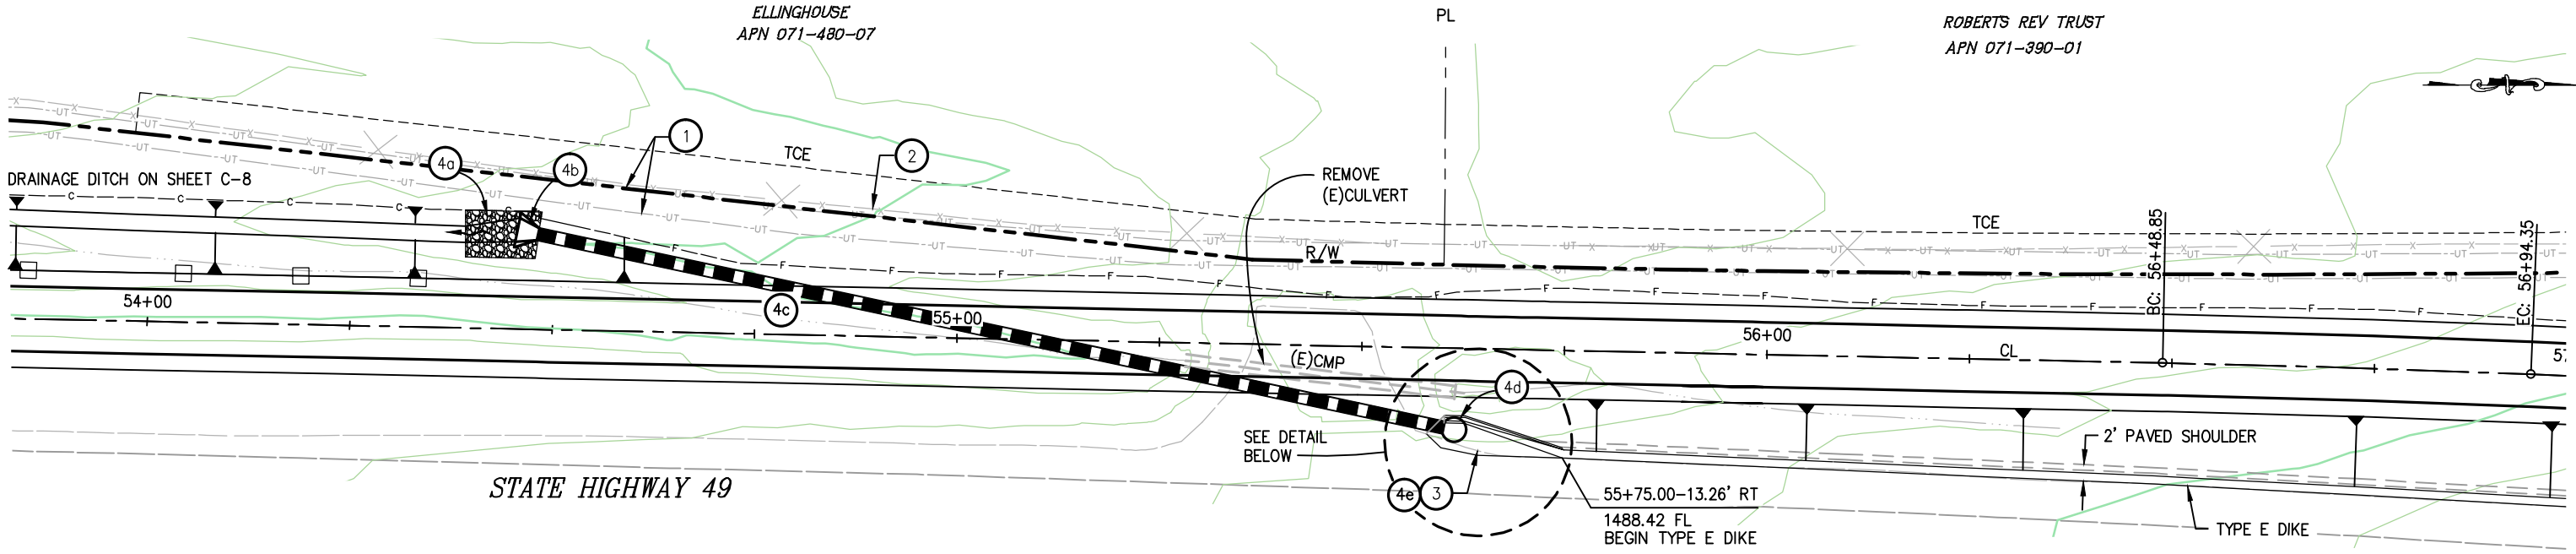 ELLINGHOUSE
APN 071-480-07
PL
ROBERTS REV TRUST
APN 071-390-01
1
2
TCE
4a
4b
DRAINAGE DITCH ON SHEET C-8
REMOVE
(E)CULVERT
TCE
R/W
BC: 56+48.85
EC: 56+94.35
54+00
4c
55+00
56+00
CL
57
(E)CMP
4d
SEE DETAIL
BELOW
2' PAVED SHOULDER
STATE HIGHWAY 49
4e
3
55+75.00-13.26' RT
1488.42 FL
BEGIN TYPE E DIKE
TYPE E DIKE